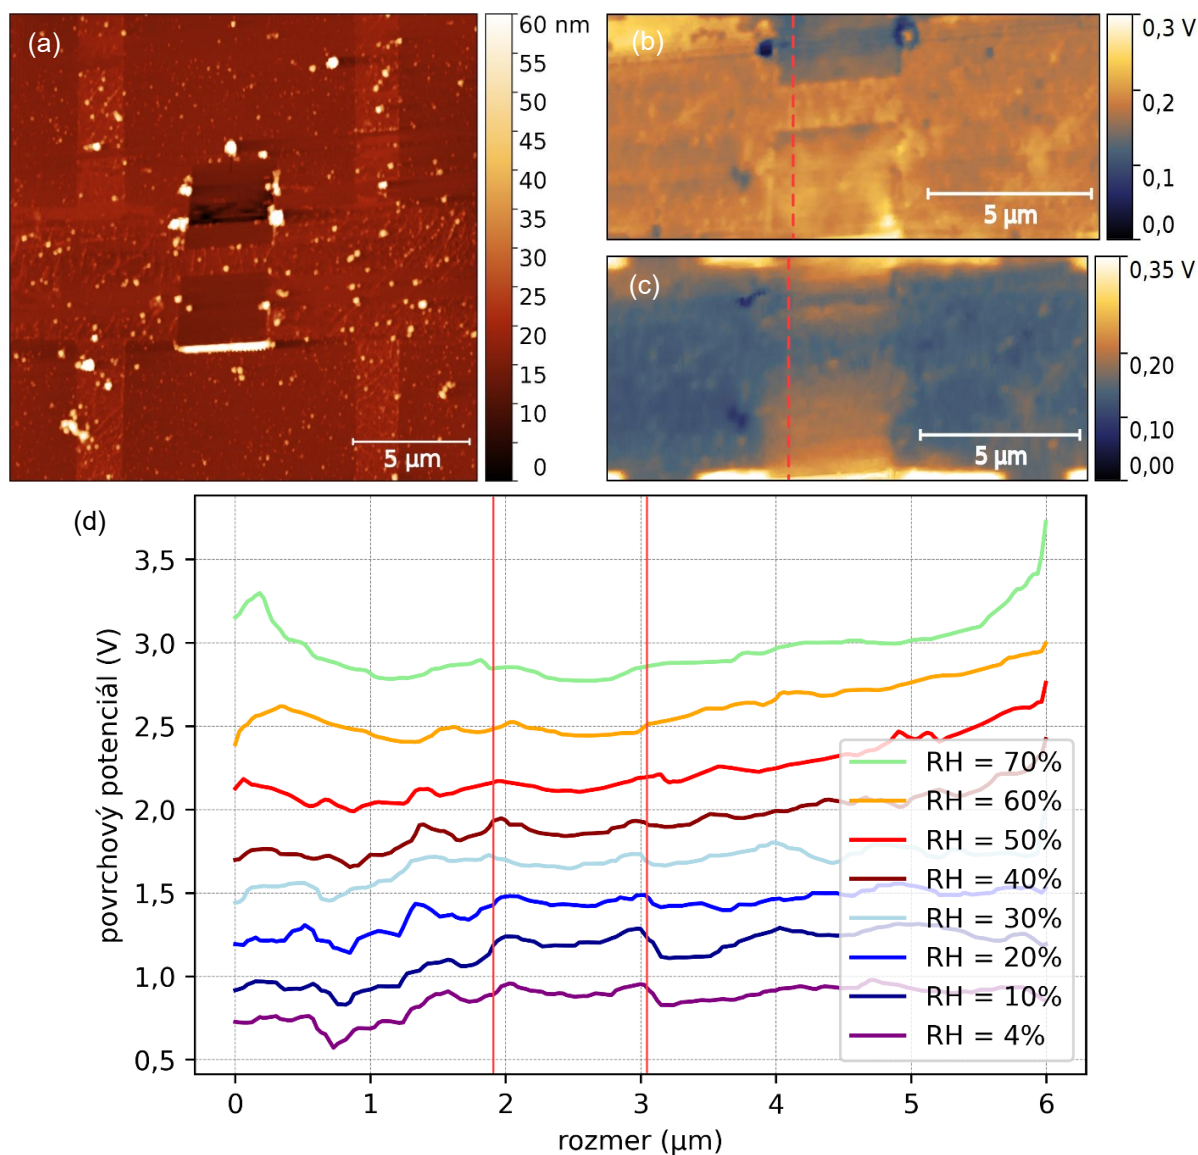 (a)
60 nm
55
50
45
40
35
30
25
20
15
10
5
0
5 μm
(b)
0,3 V
0,2
0,1
0,0
5 μm
(c)
0,35 V
0,20
0,10
0,00
5 μm
(d)
povrchový potenciál (V)
3,5
3,0
2,5
2,0
1,5
1,0
0,5
RH = 70%
RH = 60%
RH = 50%
RH = 40%
RH = 30%
RH = 20%
RH = 10%
RH = 4%
0 1 2 3 4 5 6
rozmer (μm)